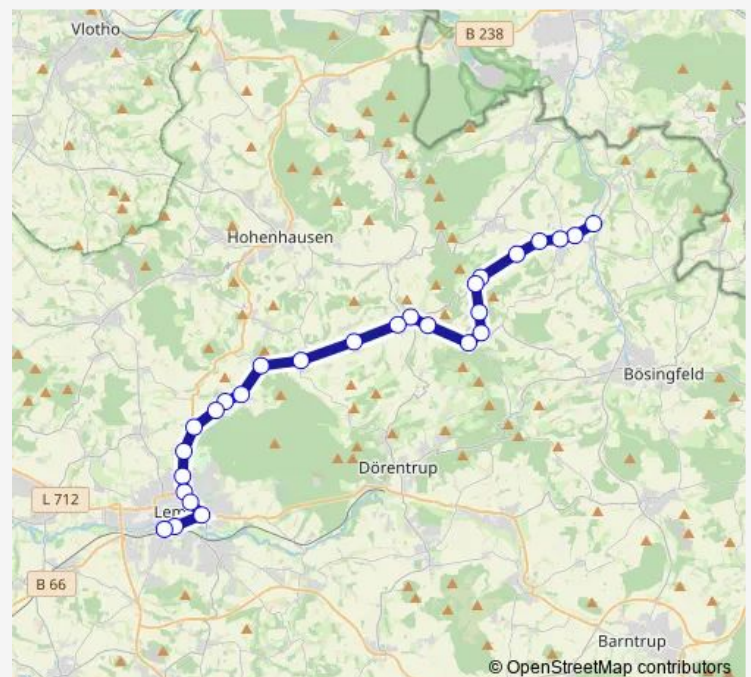 Vlotho
B 238
Hohenhausen
Bösingfeld
Dörentrup
L 712
Lem
B 66
Barntrup
© OpenStreetMap contributors